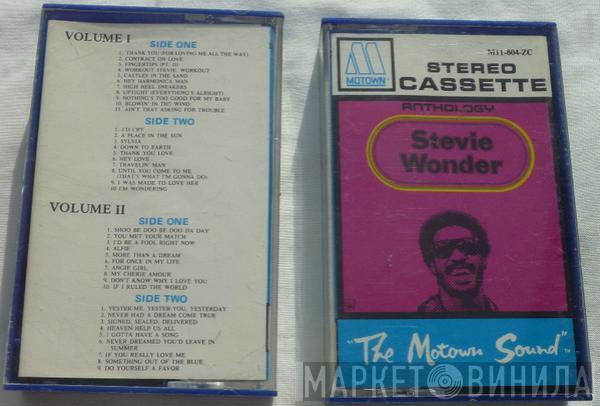 VOLUME I
SIDE ONE
1. THANK YOU (FOR LOVING ME ALL THE WAY)
2. CONTRACT ON LOVE
3. FINGERTIPS (PT. II)
4. WORKOUT STEVIE, WORKOUT
5. CASTLES IN THE SAND
6. HEY HARMONICA MAN
7. HIGH HEEL SNEAKERS
8. UPTIGHT (EVERYTHING'S ALRIGHT)
9. NOTHING'S TOO GOOD FOR MY BABY
10. BLOWIN' IN THE WIND
11. AIN'T THAT ASKING FOR TROUBLE
SIDE TWO
1. I'D CRY
2. A PLACE IN THE SUN
3. SYLVIA
4. DOWN TO EARTH
5. THANK YOU LOVE
6. HEY LOVE
7. TRAVELIN' MAN
8. UNTIL YOU COME TO ME
(THAT'S WHAT I'M GONNA DO)
9. I WAS MADE TO LOVE HER
10. I'M WONDERING
VOLUME II
SIDE ONE
1. SHOO BE DOO BE DOO DA DAY
2. YOU MET YOUR MATCH
3. I'D BE A FOOL RIGHT NOW
4. ALFIE
5. MORE THAN A DREAM
6. FOR ONCE IN MY LIFE
7. ANGIE GIRL
8. MY CHERIE AMOUR
9. DON'T KNOW WHY I LOVE YOU
10. IF I RULED THE WORLD
SIDE TWO
1. YESTER-ME, YESTER-YOU, YESTERDAY
2. NEVER HAD A DREAM COME TRUE
3. SIGNED, SEALED, DELIVERED
4. HEAVEN HELP US ALL
5. I GOTTA HAVE A SONG
6. NEVER DREAMED YOU'D LEAVE IN
SUMMER
7. IF YOU REALLY LOVE ME
8. SOMETHING OUT OF THE BLUE
9. DO YOURSELF A FAVOR
M11-804-ZC
MOTOWN
STEREO
CASSETTE
ANTHOLOGY
Stevie
Wonder
"The Motown Sound"™
МАРКЕТ ВИНИЛА